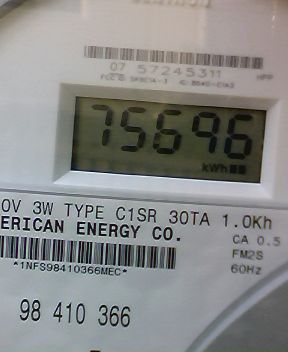 07 57245311
HPP
75696
kWh
0V 3W TYPE C1SR 30TA 1.0Kh
ERICAN ENERGY CO.
CA 0.5
FM2S
60Hz
*1NFS98410366MEC*
98 410 366